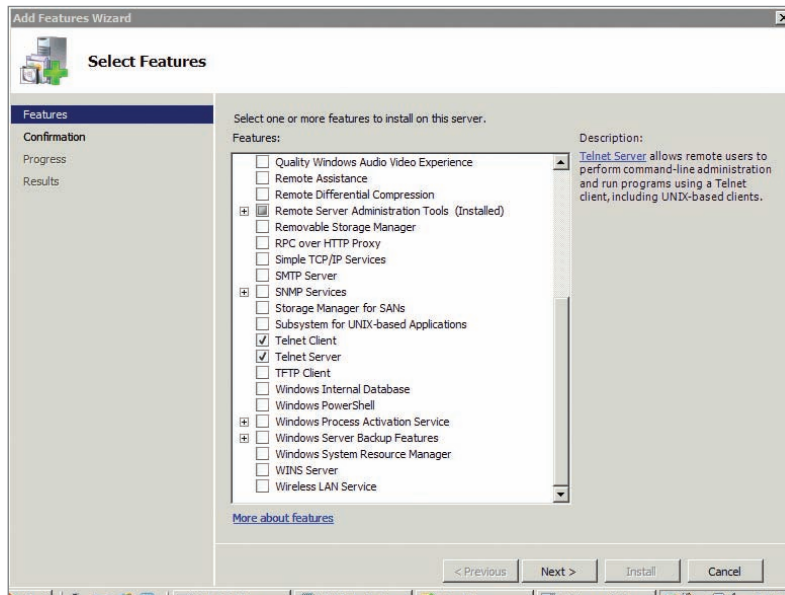 Add Features Wizard
Select Features
Features
Confirmation
Progress
Results
Select one or more features to install on this server.
Features:
Quality Windows Audio Video Experience
Remote Assistance
Remote Differential Compression
Remote Server Administration Tools (Installed)
Removable Storage Manager
RPC over HTTP Proxy
Simple TCP/IP Services
SMTP Server
SNMP Services
Storage Manager for SANs
Subsystem for UNIX-based Applications
Telnet Client
Telnet Server
TFTP Client
Windows Internal Database
Windows PowerShell
Windows Process Activation Service
Windows Server Backup Features
Windows System Resource Manager
WINS Server
Wireless LAN Service
More about features
Description:
Telnet Server allows remote users to
perform command-line administration
and run programs using a Telnet
client, including UNIX-based clients.
< Previous
Next >
Install
Cancel